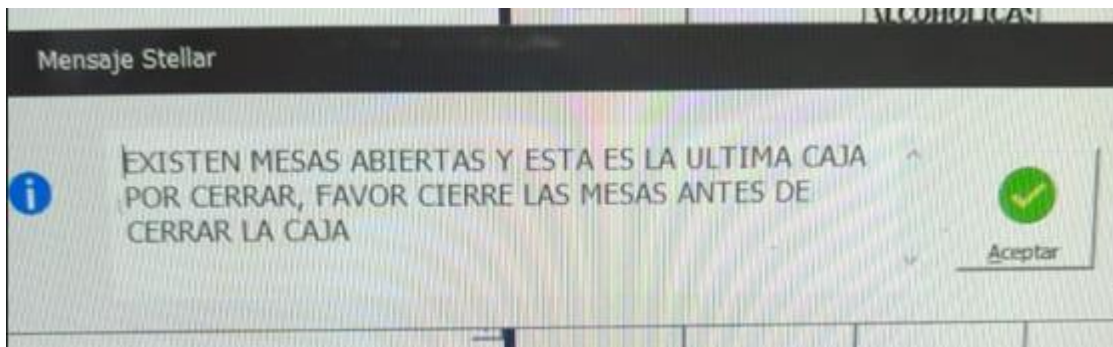 ALCOHOLICAS
Mensaje Stellar
EXISTEN MESAS ABIERTAS Y ESTA ES LA ULTIMA CAJA
POR CERRAR, FAVOR CIERRE LAS MESAS ANTES DE
CERRAR LA CAJA
Aceptar